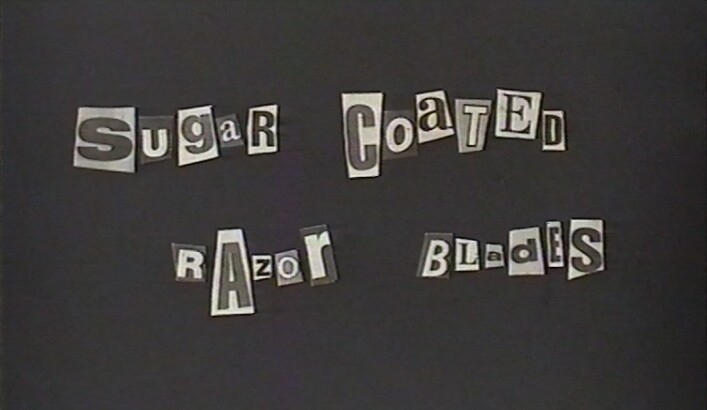 SugaR CoaTED
RAzor BLadES